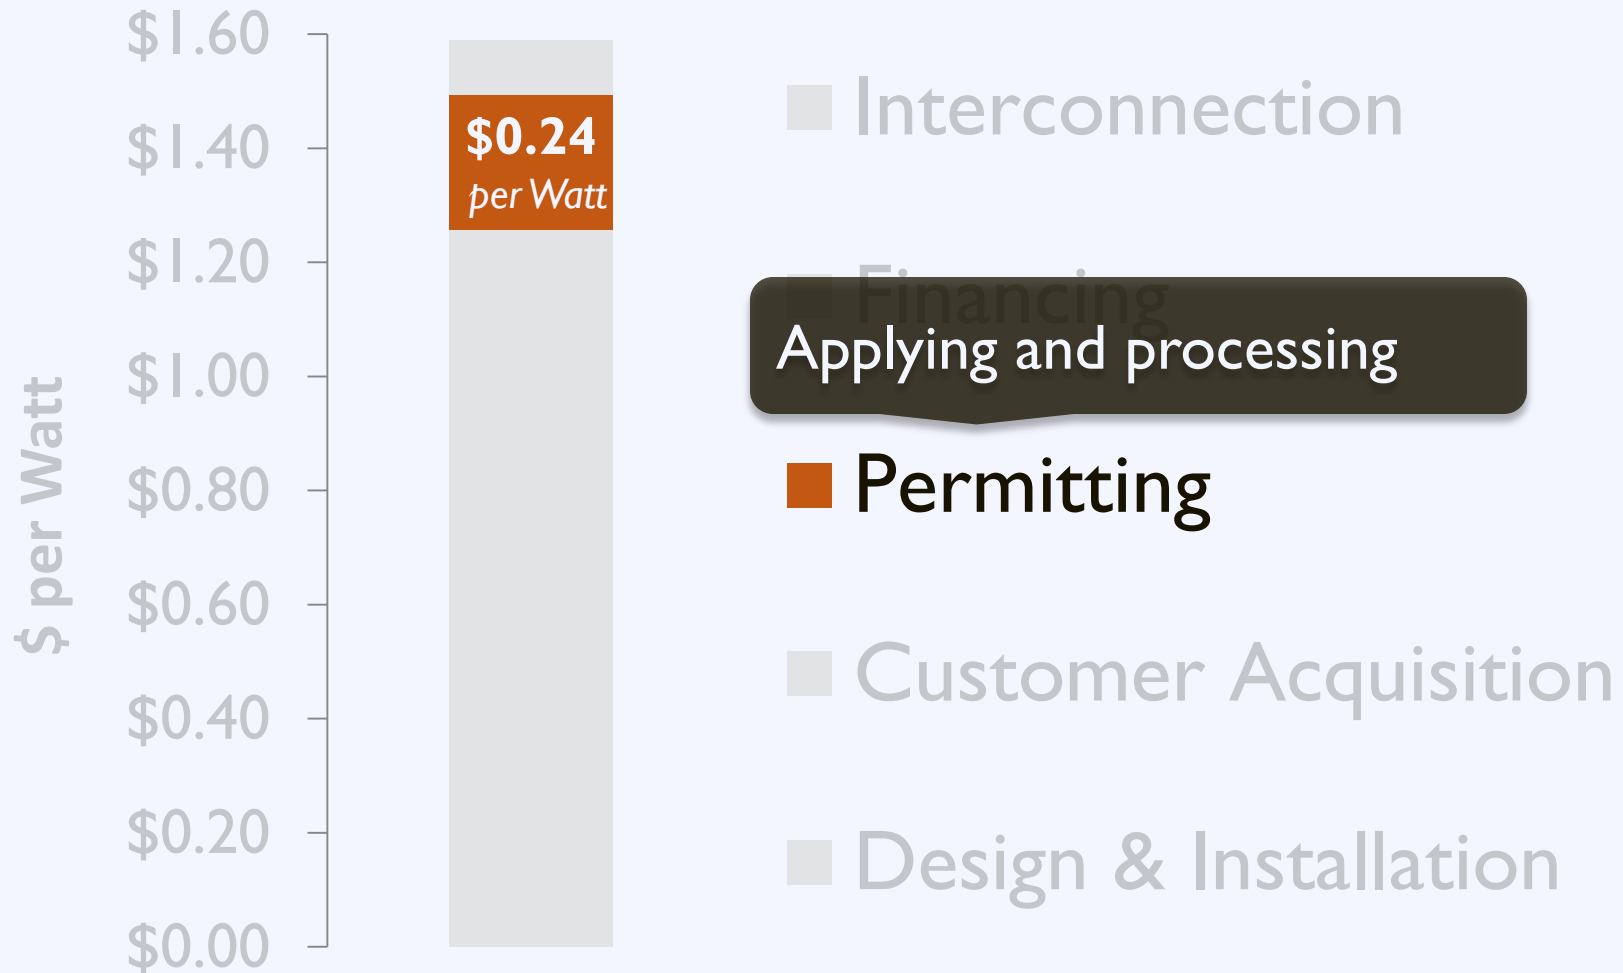 $ per Watt
$1.60
$1.40
$1.20
$1.00
$0.80
$0.60
$0.40
$0.20
$0.00
$0.24
per Watt
Interconnection
Financing
Applying and processing
Permitting
Customer Acquisition
Design & Installation